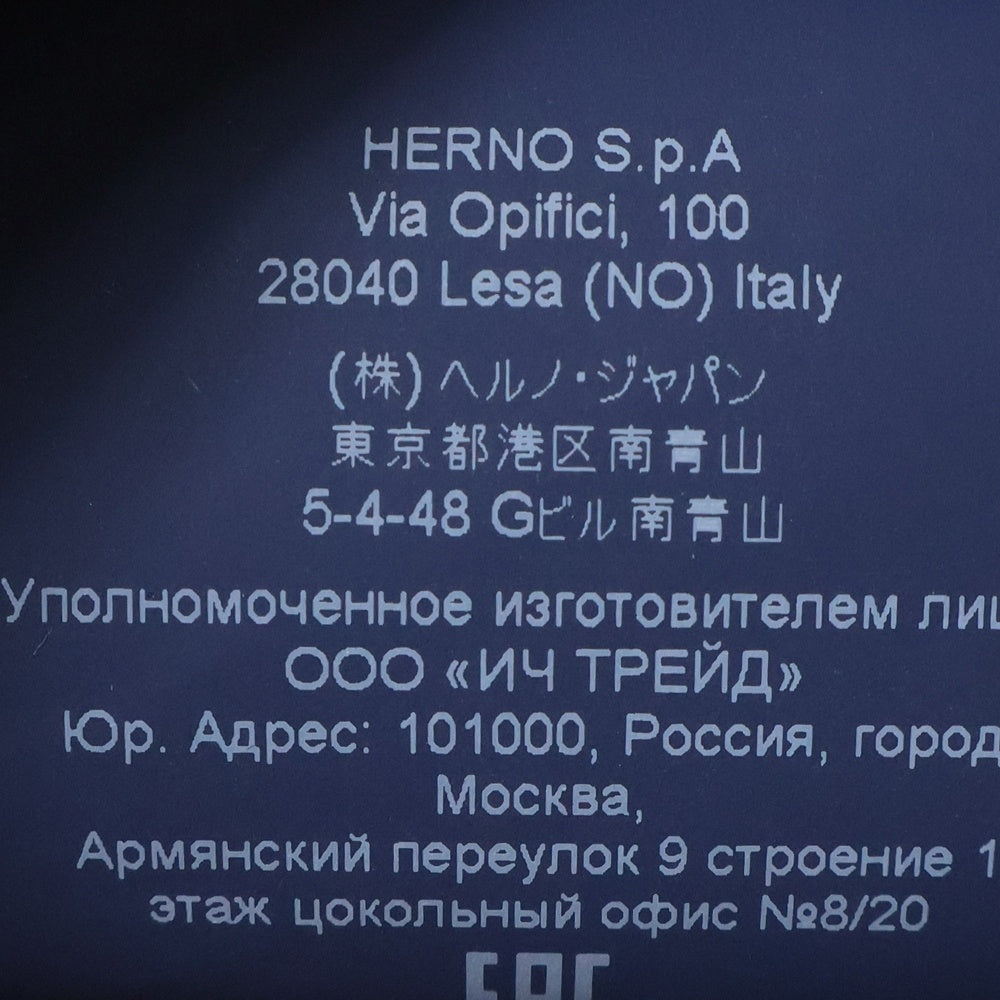 HERNO S.p.A
Via Opifici, 100
28040 Lesa (NO) Italy
(株) ヘルノ・ジャパン
東京都港区南青山
5-4-48 Gビル南青山
Уполномоченное изготовителем
ООО «ИЧ ТРЕЙД»
Юр. Адрес: 101000, Россия, город
Москва,
Армянский переулок 9 строение 1
этаж цокольный офис №8/20